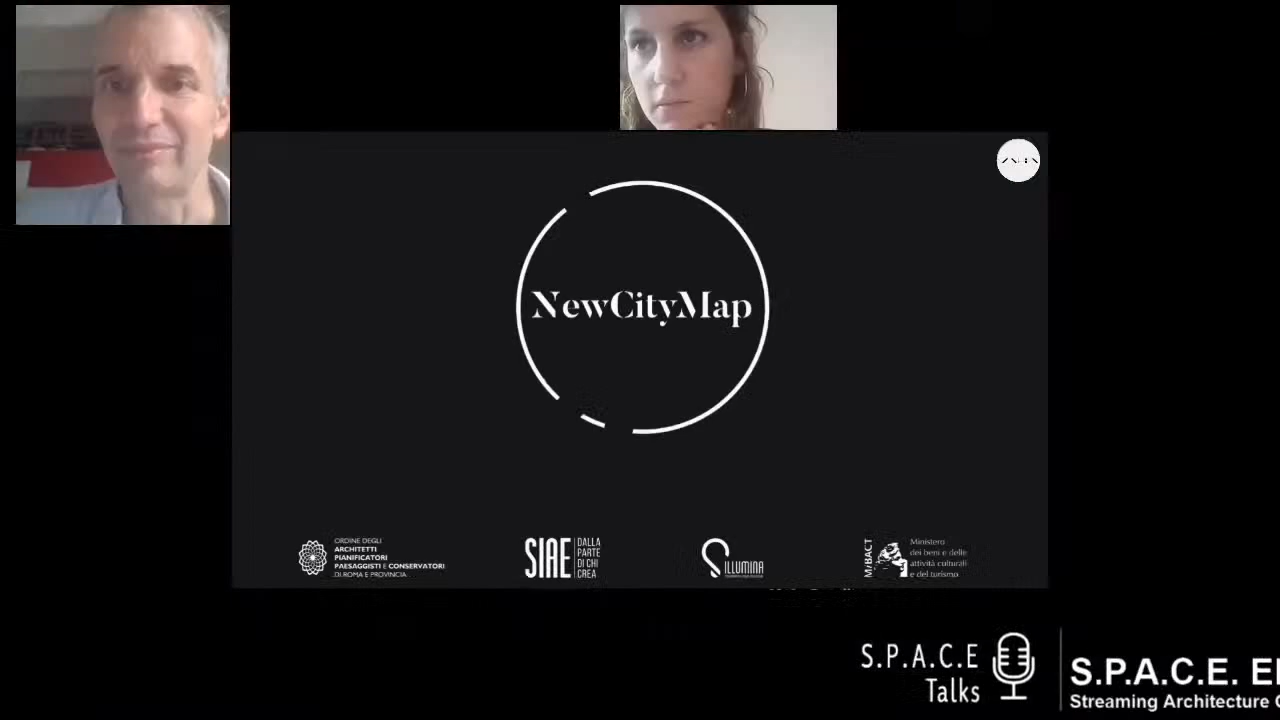 NewCityMap
ORDINE DEGLI
ARCHITETTI
PIANIFICATORI
PAESAGGISTI E CONSERVATORI
DI ROMA E PROVINCIA
SIAE
DALLA
PARTE
DI CHI
CREA
ILLUMINA
MiBACT
Ministero
dei beni e delle
attività culturali
e del turismo
S.P.A.C.E
Talks
S.P.A.C.E.
Streaming Architecture